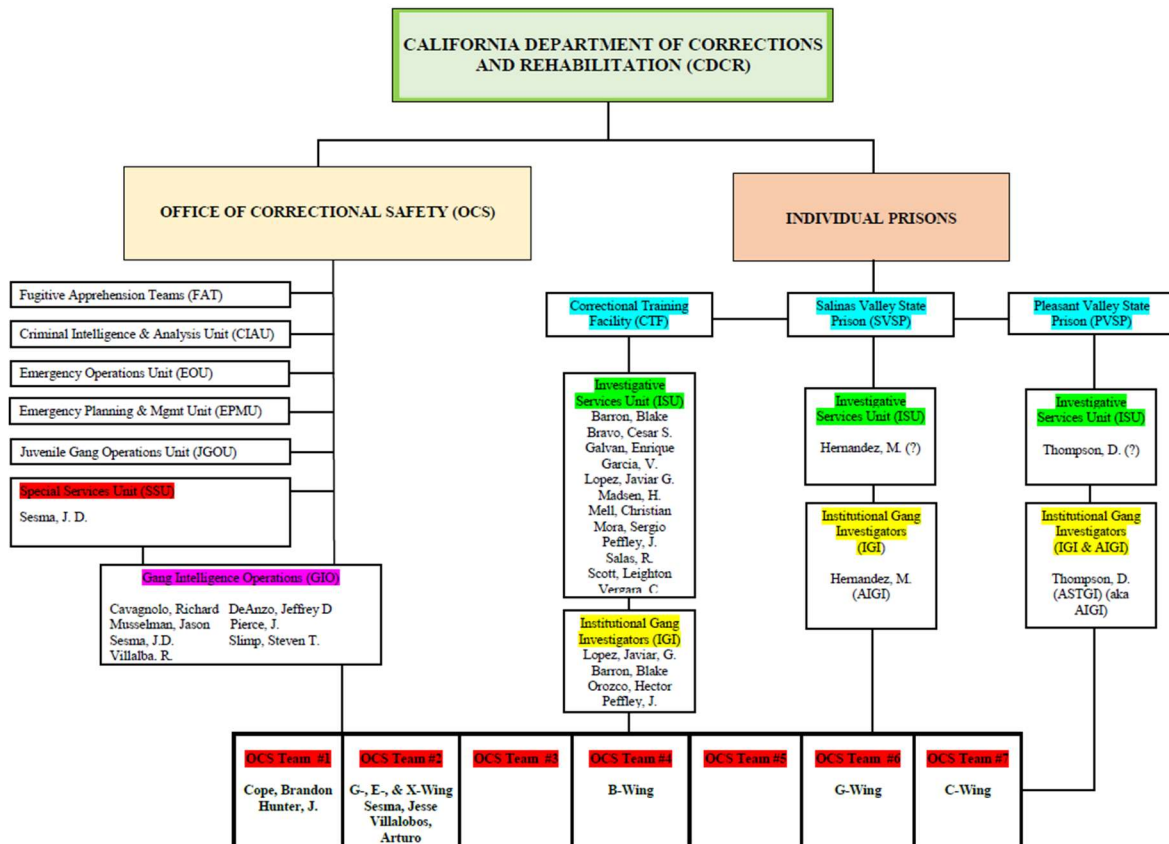 CALIFORNIA DEPARTMENT OF CORRECTIONS
AND REHABILITATION (CDCR)
OFFICE OF CORRECTIONAL SAFETY (OCS)
INDIVIDUAL PRISONS
Fugitive Apprehension Teams (FAT)
Criminal Intelligence & Analysis Unit (CIAU)
Emergency Operations Unit (EOU)
Emergency Planning & Mgmt Unit (EPMU)
Juvenile Gang Operations Unit (JGOU)
Special Services Unit (SSU)
Sesma, J. D.
Gang Intelligence Operations (GIO)
Cavagnolo, Richard DeAnzo, Jeffrey D
Musselman, Jason Pierce, J.
Sesma, J.D. Slimp, Steven T.
Villalba, R.
Correctional Training
Facility (CTF)
Investigative
Services Unit (ISU)
Barron, Blake
Bravo, Cesar S.
Galvan, Enrique
Garcia, V.
Lopez, Javiar G.
Madsen, H.
Mell, Christian
Mora, Sergio
Peffley, J.
Salas, R.
Scott, Leighton
Vergara, C
Institutional Gang
Investigators (IGI)
Lopez, Javiar, G.
Barron, Blake
Orozco, Hector
Peffley, J.
Salinas Valley State
Prison (SVSP)
Investigative
Services Unit (ISU)
Hernandez, M. (?)
Institutional Gang
Investigators
(IGI)
Hernandez, M.
(AIGI)
Pleasant Valley State
Prison (PVSP)
Investigative
Services Unit (ISU)
Thompson, D. (?)
Institutional Gang
Investigators
(IGI & AIGI)
Thompson, D.
(ASTGI) (aka
AIGI)
OCS Team #1
Cope, Brandon
Hunter, J.
OCS Team #2
G-, E-, & X-Wing
Sesma, Jesse
Villalobos,
Arturo
OCS Team #3
OCS Team #4
B-Wing
OCS Team #5
OCS Team #6
G-Wing
OCS Team #7
C-Wing